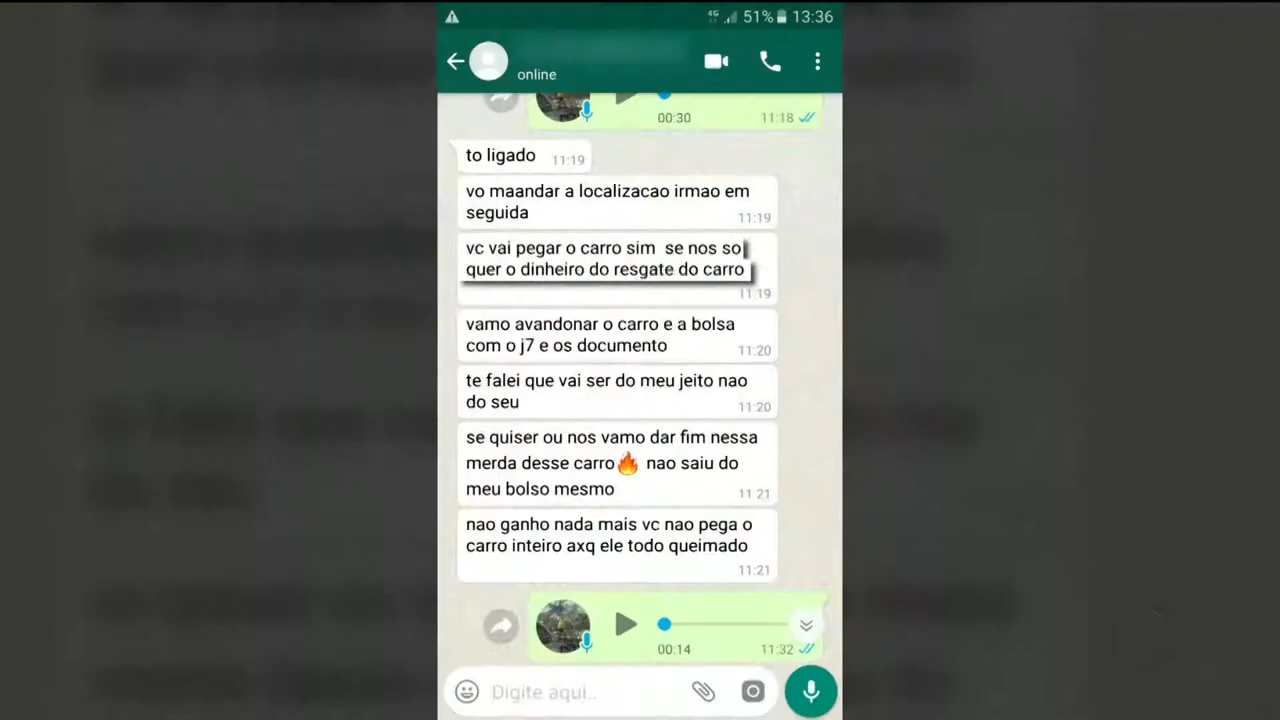 4G 51% 13:36
online
00:30 11:18
to ligado 11:19
vo maandar a localizacao irmao em
seguida 11:19
vc vai pegar o carro sim se nos so
quer o dinheiro do resgate do carro
11:19
vamo avandonar o carro e a bolsa
com o j7 e os documento 11:20
te falei que vai ser do meu jeito nao
do seu 11:20
se quiser ou nos vamo dar fim nessa
merda desse carro🔥 nao saiu do
meu bolso mesmo 11:21
nao ganho nada mais vc nao pega o
carro inteiro axq ele todo queimado
11:21
00:14 11:32
Digite aqui..